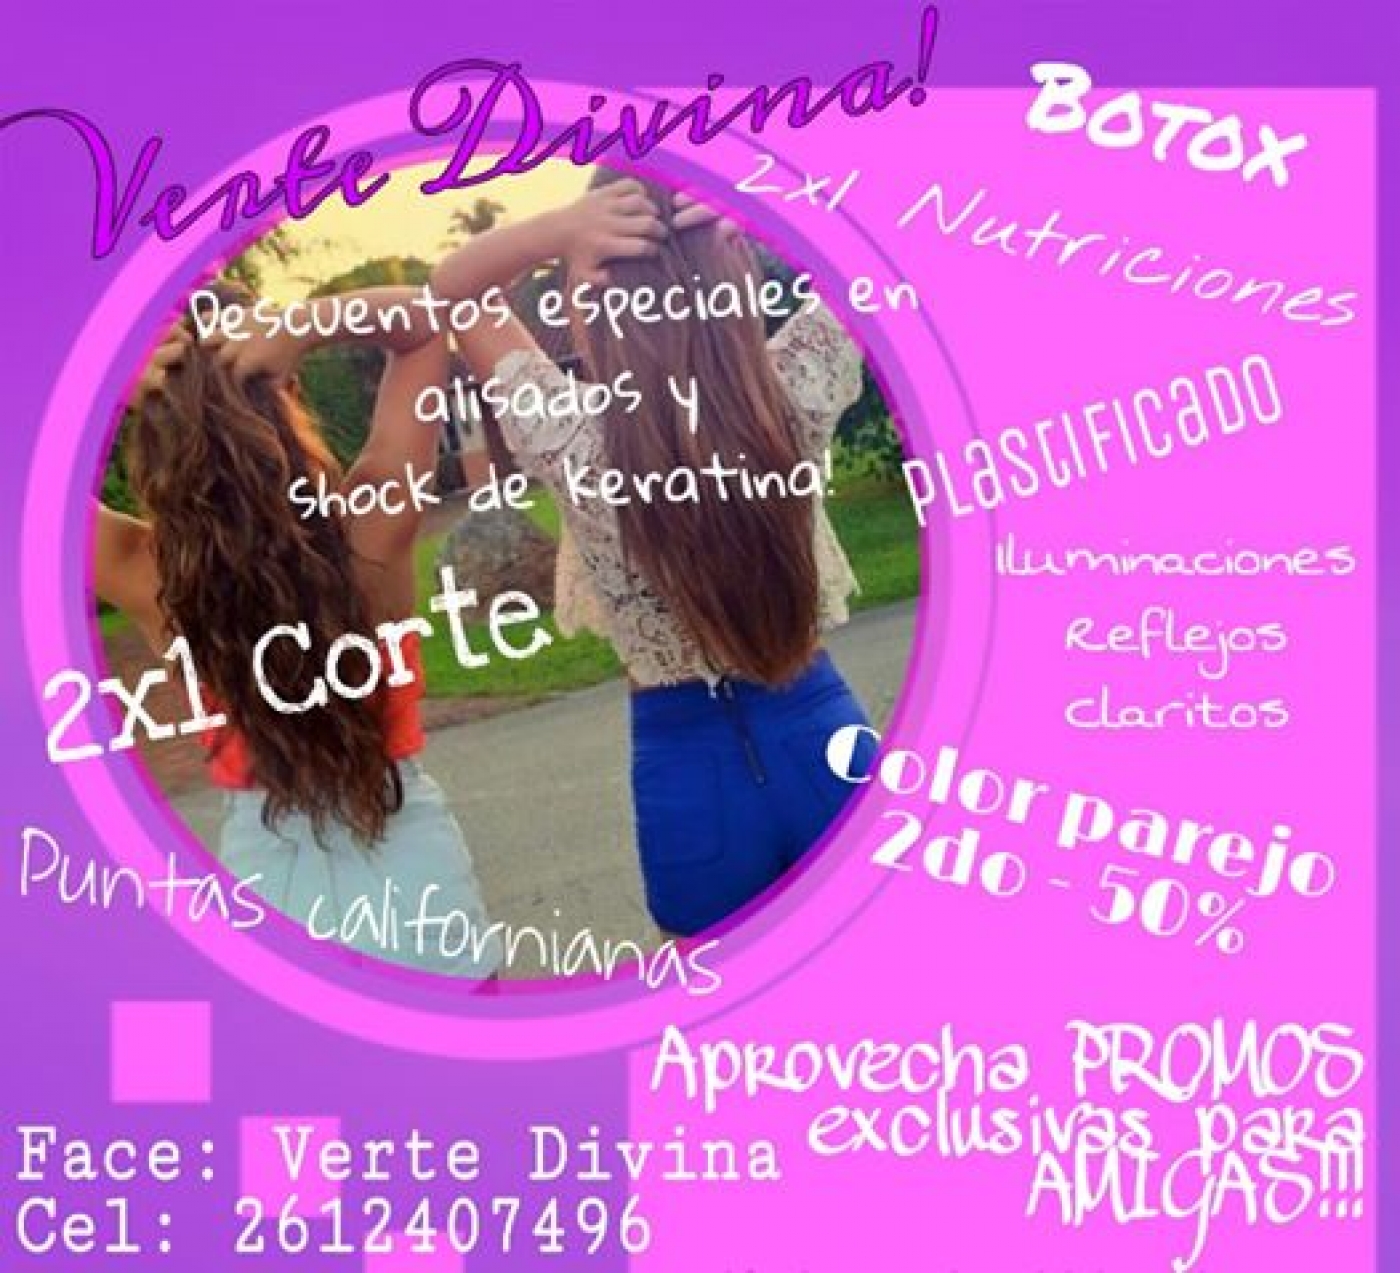 Verte Divina!
Botox
2x1 Nutriciones
Descuentos especiales en
alisados y
shock de keratina!
Plastificado
Iluminaciones
Reflejos
Claritos
2x1 Corte
Color parejo
2do - 50%
Puntas californianas
Aprovecha PROMOS
exclusivas para
AMIGAS!!!
Face: Verte Divina
Cel: 2612407496